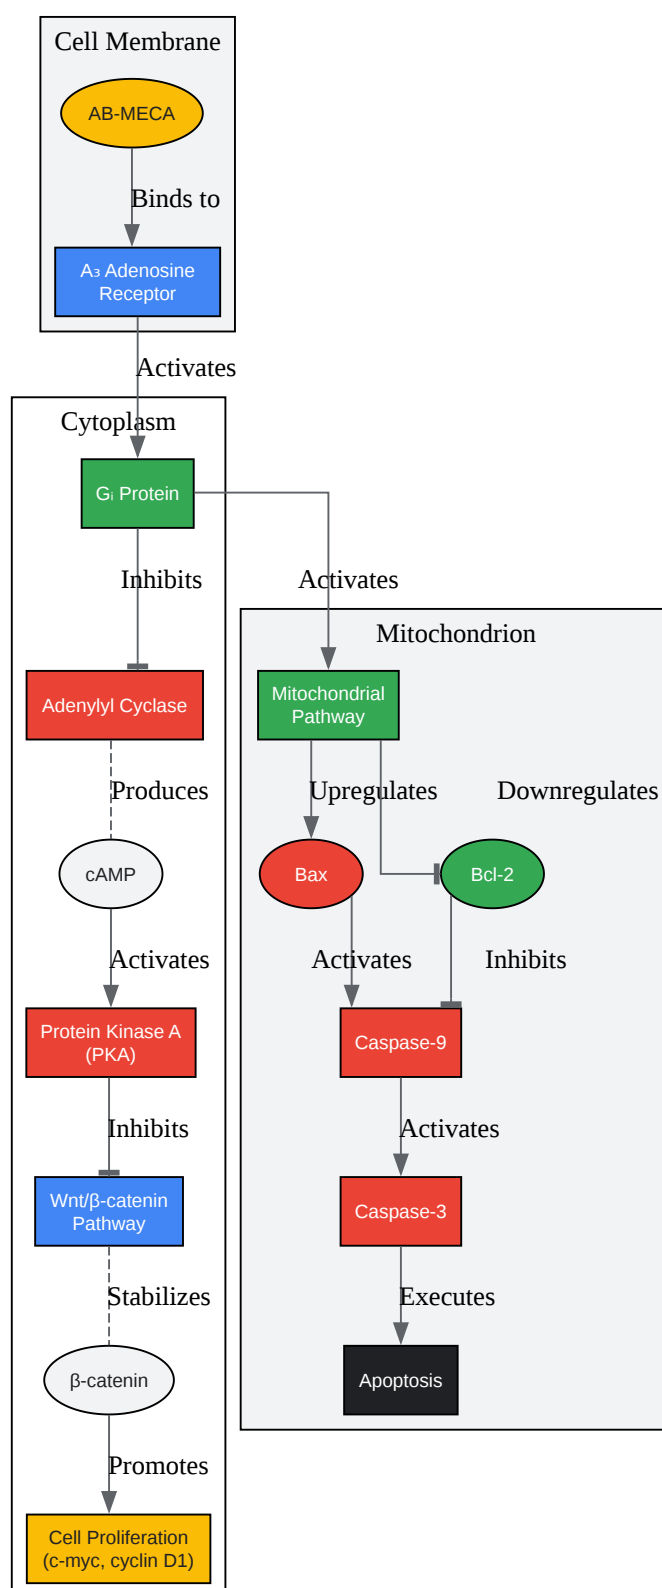 Cell Membrane
AB-MECA
Binds to
A₃ Adenosine
Receptor
Activates
Cytoplasm
Gᵢ Protein
Inhibits
Activates
Mitochondrion
Adenylyl Cyclase
Mitochondrial
Pathway
Produces
Upregulates
Downregulates
cAMP
Bax
Bcl-2
Activates
Activates
Inhibits
Protein Kinase A
(PKA)
Caspase-9
Inhibits
Activates
Wnt/β-catenin
Pathway
Caspase-3
Stabilizes
Executes
β-catenin
Apoptosis
Promotes
Cell Proliferation
(c-myc, cyclin D1)